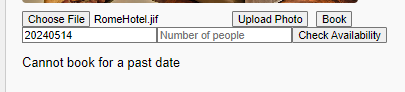 Choose File RomeHotel.jif Upload Photo Book
20240514 Number of people Check Availability
Cannot book for a past date